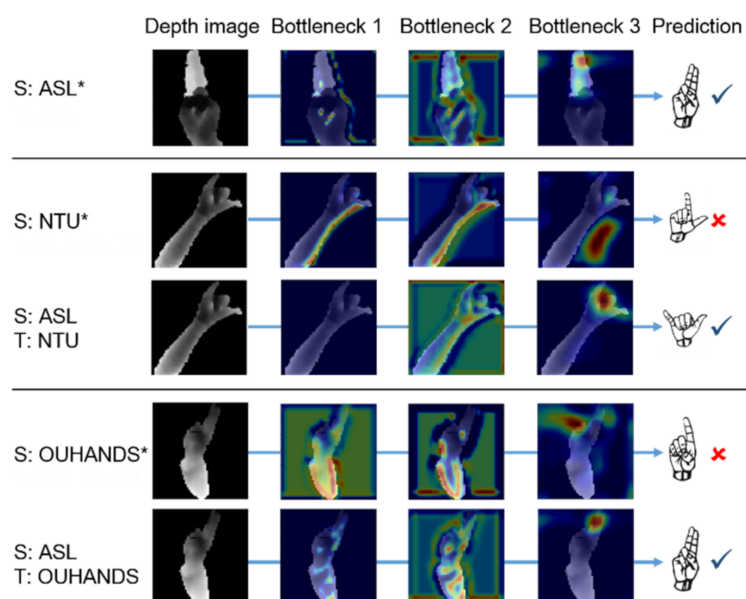 Depth image Bottleneck 1 Bottleneck 2 Bottleneck 3 Prediction
S: ASL*
S: NTU*
S: ASL
T: NTU
S: OUHANDS*
S: ASL
T: OUHANDS